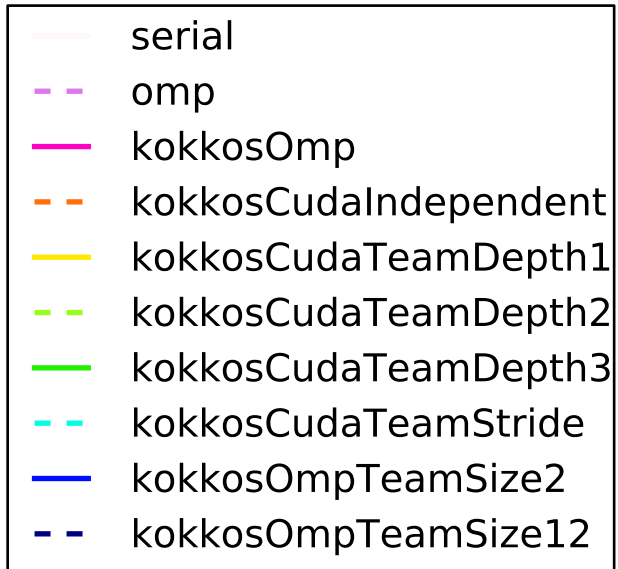 serial
omp
kokkosOmp
kokkosCudaIndependent
kokkosCudaTeamDepth1
kokkosCudaTeamDepth2
kokkosCudaTeamDepth3
kokkosCudaTeamStride
kokkosOmpTeamSize2
kokkosOmpTeamSize12